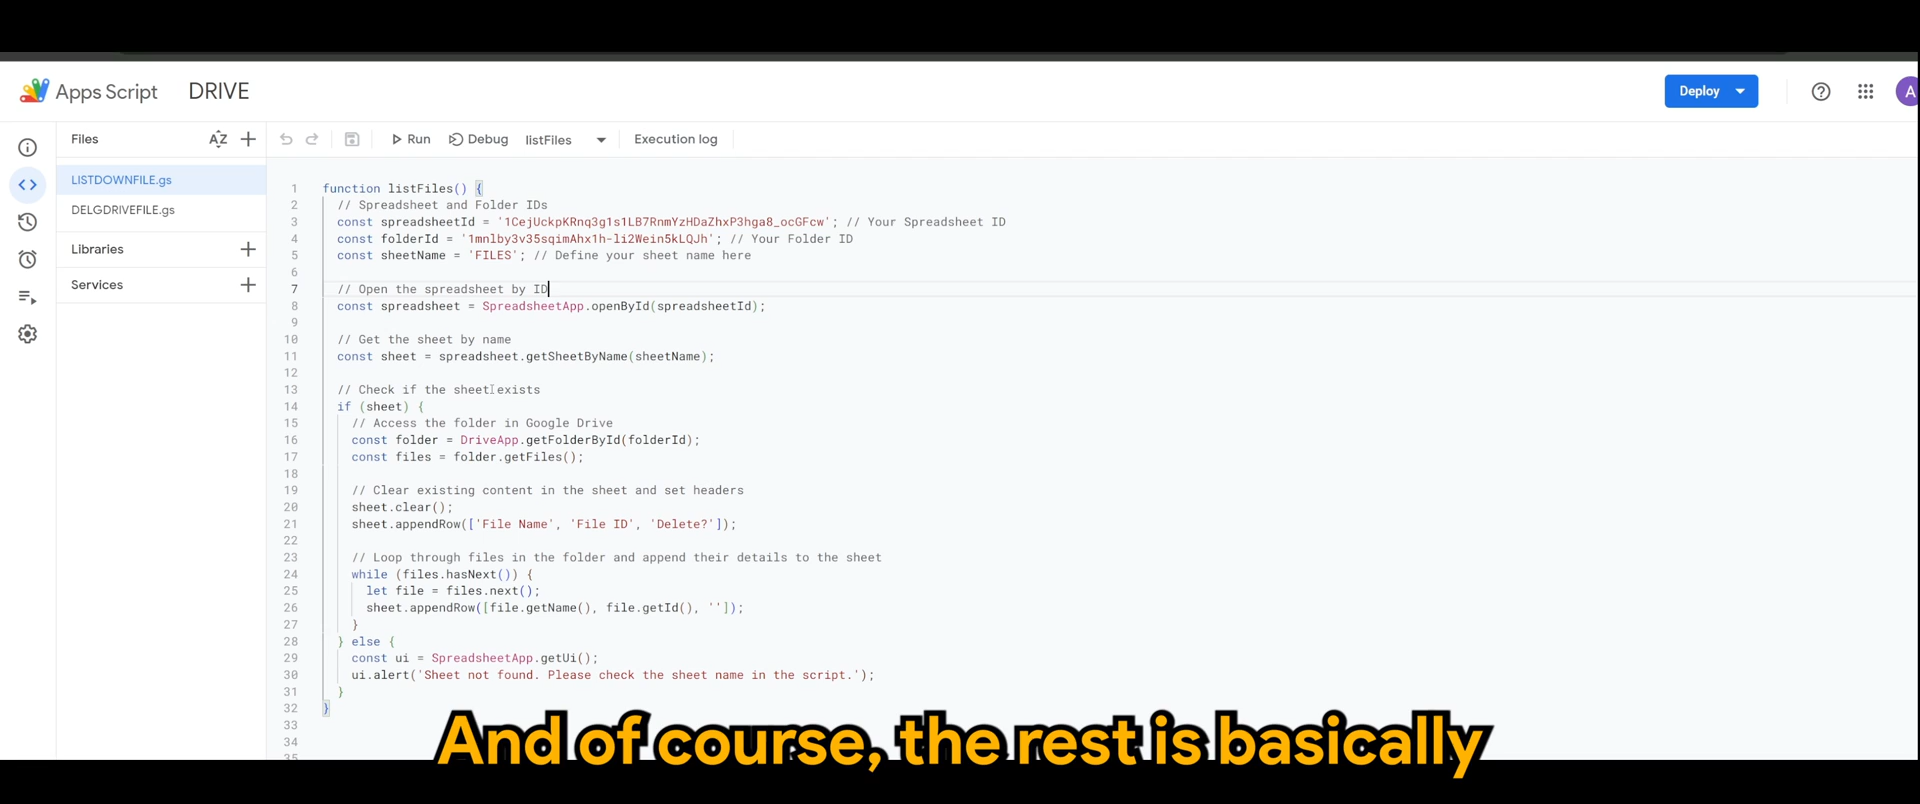 Apps Script DRIVE Deploy A
Files AZ Run Debug listFiles Execution log
LISTDOWNFILE.gs
DELGDRIVEFILE.gs
Libraries
Services
1 function listFiles() {
2 // Spreadsheet and Folder IDs
3 const spreadsheetId = '1CejUckpKRnq3g1s1LB7RnmYzHDaZhxP3hga8_ocGFcw'; // Your Spreadsheet ID
4 const folderId = '1mnlby3v35sqimAhx1h-li2Wein5kLQJh'; // Your Folder ID
5 const sheetName = 'FILES'; // Define your sheet name here
6
7 // Open the spreadsheet by ID
8 const spreadsheet = SpreadsheetApp.openById(spreadsheetId);
9
10 // Get the sheet by name
11 const sheet = spreadsheet.getSheetByName(sheetName);
12
13 // Check if the sheet exists
14 if (sheet) {
15 // Access the folder in Google Drive
16 const folder = DriveApp.getFolderById(folderId);
17 const files = folder.getFiles();
18
19 // Clear existing content in the sheet and set headers
20 sheet.clear();
21 sheet.appendRow(['File Name', 'File ID', 'Delete?']);
22
23 // Loop through files in the folder and append their details to the sheet
24 while (files.hasNext()) {
25 let file = files.next();
26 sheet.appendRow([file.getName(), file.getId(), '']);
27 }
28 } else {
29 const ui = SpreadsheetApp.getUi();
30 ui.alert('Sheet not found. Please check the sheet name in the script.');
31 }
32 }
33
34
35
And of course, the rest is basically